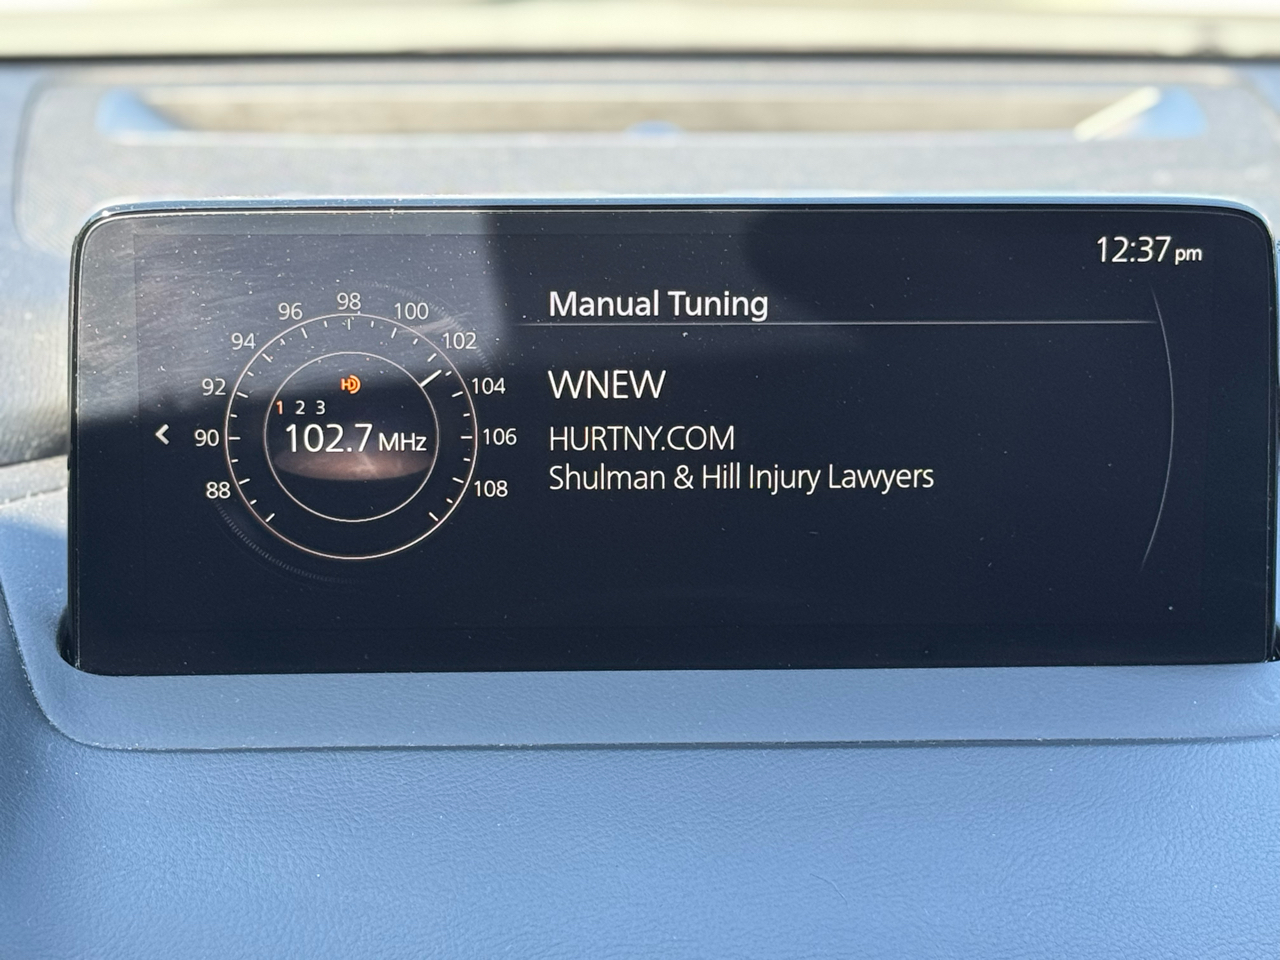 12:37 pm
Manual Tuning
88
90
92
94
96
98
100
102
104
106
108
HD
1 2 3
102.7 MHz
WNEW
HURTNY.COM
Shulman & Hill Injury Lawyers